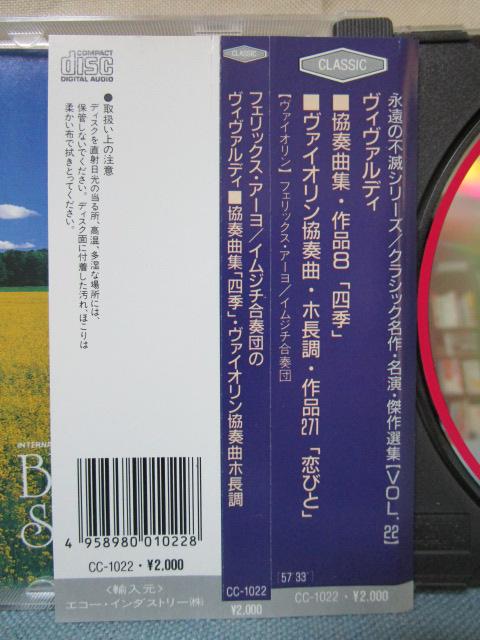 CLASSIC
永遠の不滅シリーズ/クラシック名作・名演・傑作選集【VOL.22】
ヴィヴァルディ
■協奏曲集・作品8「四季」
■ヴァイオリン協奏曲・ホ長調・作品271「恋びと」
【ヴァイオリン】フェリックス・アーヨ/イムジチ合奏団
[57'33"]
CC-1022・¥2,000
CLASSIC
フェリックス・アーヨ/イムジチ合奏団の
ヴィヴァルディ■協奏曲集「四季」・ヴァイオリン協奏曲ホ長調
CC-1022
¥2,000
COMPACT
disc
DIGITAL AUDIO
●取扱い上の注意
ディスクを直射日光の当る所、高温、多湿な場所には、
保管しないでください。ディスク面に付着した汚れ、ほこりは
柔かい布で拭きとってください。
4 958980 010228
CC-1022・¥2,000
〈輸入元〉
エコー・インダストリー(株)